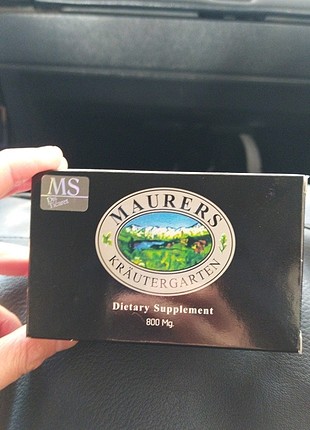 MS
MAURERS
KRÄUTERGARTEN
Dietary Supplement
800 Mg.